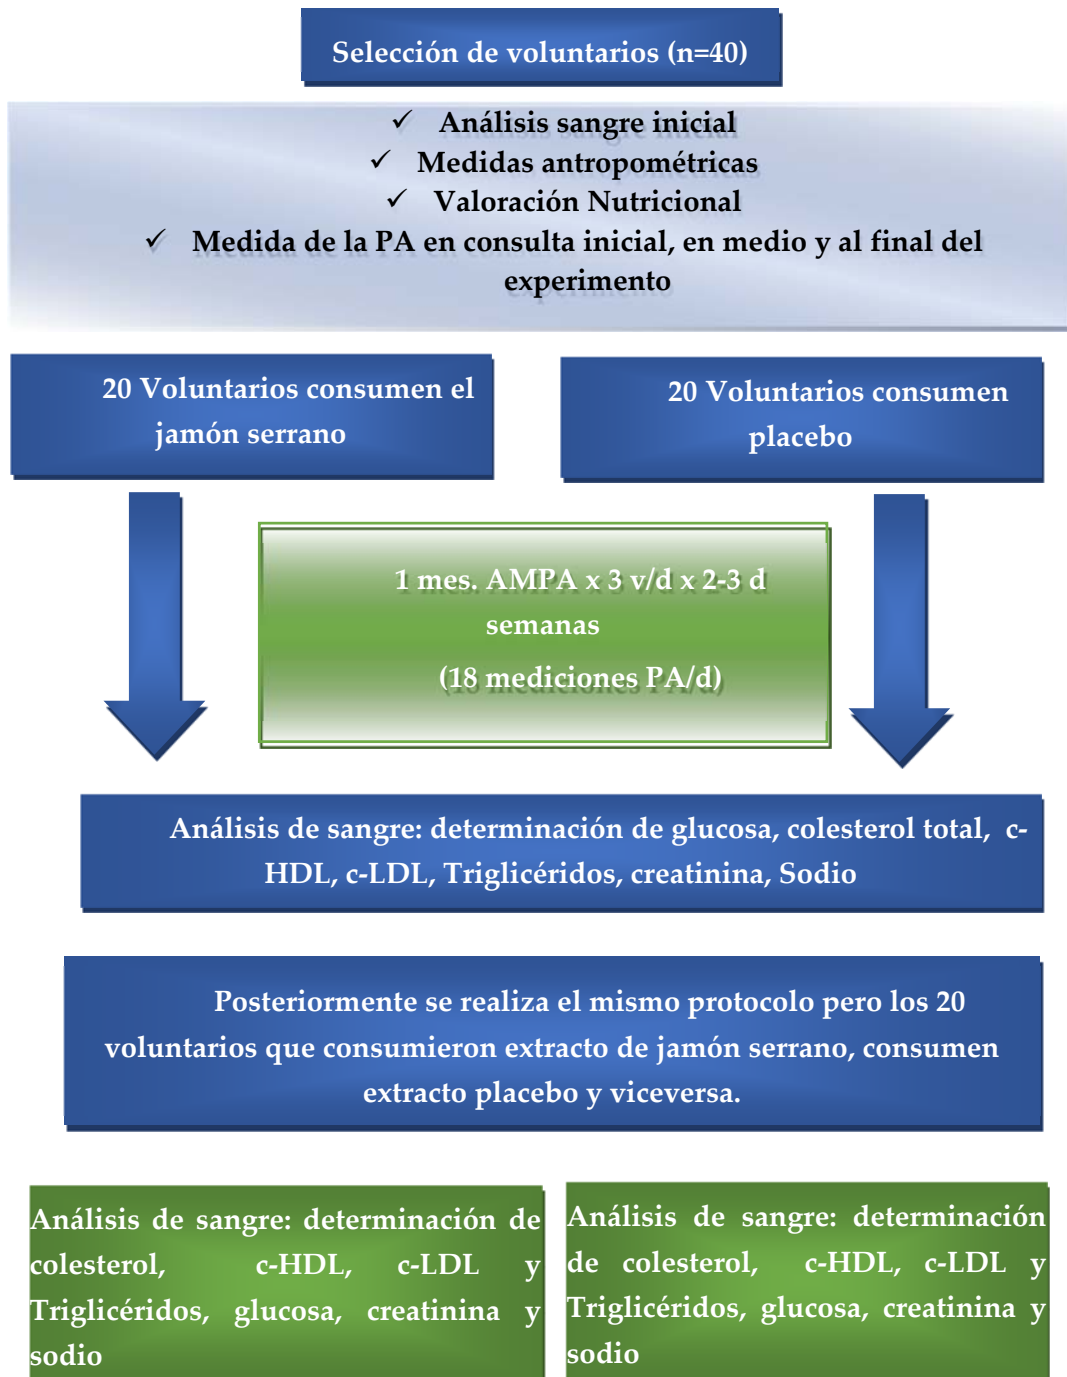 Selección de voluntarios (n=40)
✓ Análisis sangre inicial
✓ Medidas antropométricas
✓ Valoración Nutricional
✓ Medida de la PA en consulta inicial, en medio y al final del
experimento
20 Voluntarios consumen el
jamón serrano
20 Voluntarios consumen
placebo
1 mes. AMPA x 3 v/d x 2-3 d
semanas
(18 mediciones PA/d)
Análisis de sangre: determinación de glucosa, colesterol total, c-
HDL, c-LDL, Triglicéridos, creatinina, Sodio
Posteriormente se realiza el mismo protocolo pero los 20
voluntarios que consumieron extracto de jamón serrano, consumen
extracto placebo y viceversa.
Análisis de sangre: determinación de
colesterol, c-HDL, c-LDL y
Triglicéridos, glucosa, creatinina y
sodio
Análisis de sangre: determinación
de colesterol, c-HDL, c-LDL y
Triglicéridos, glucosa, creatinina y
sodio